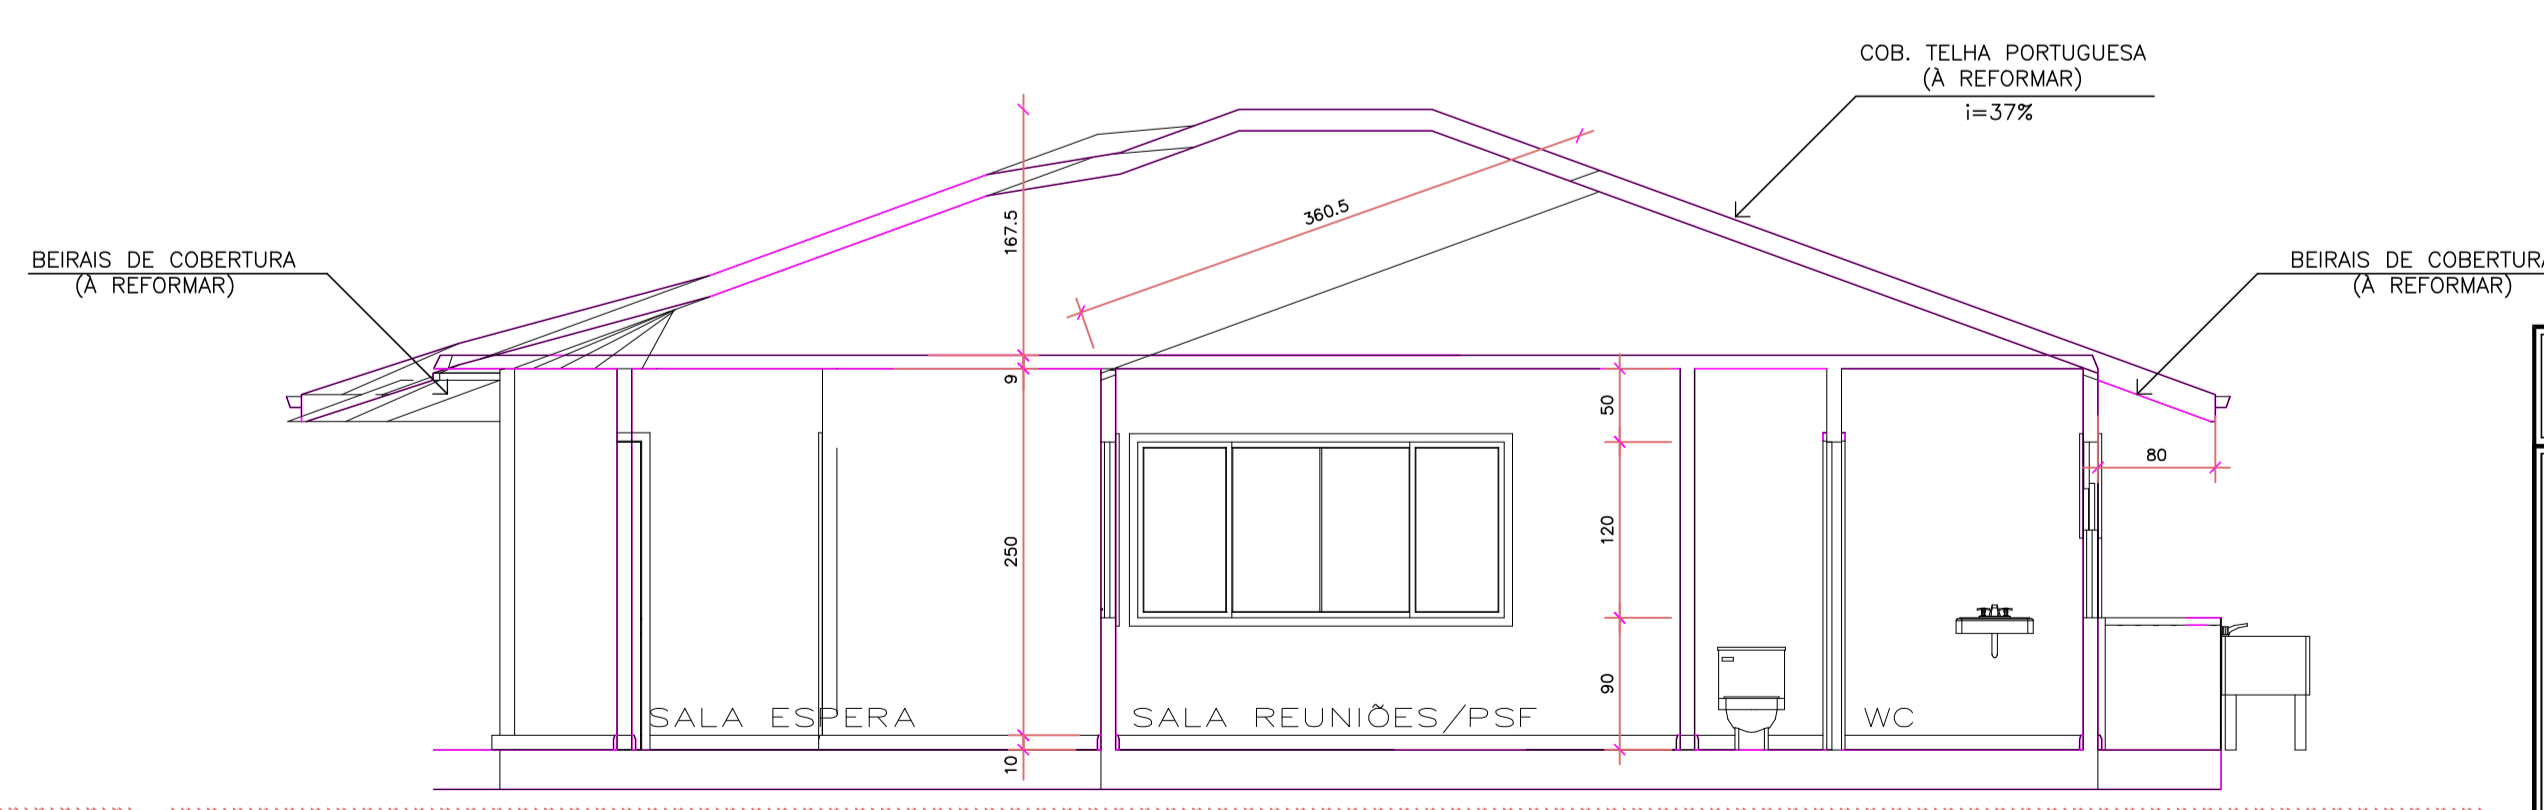 COB. TELHA PORTUGUESA
(À REFORMAR)
i=37%
BEIRAIS DE COBERTURA
(À REFORMAR)
BEIRAIS DE COBERTURA
(À REFORMAR)
167.5
360.5
9
50
80
250
120
90
10
SALA ESPERA
SALA REUNIÕES/PSF
WC